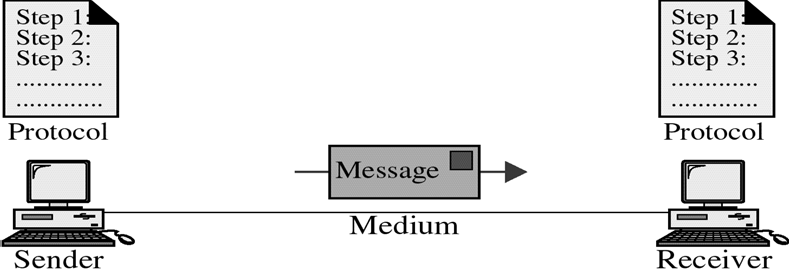 Step 1:
Step 2:
Step 3:
.............
.............
Protocol
Step 1:
Step 2:
Step 3:
.............
.............
Protocol
Message
Medium
Sender
Receiver